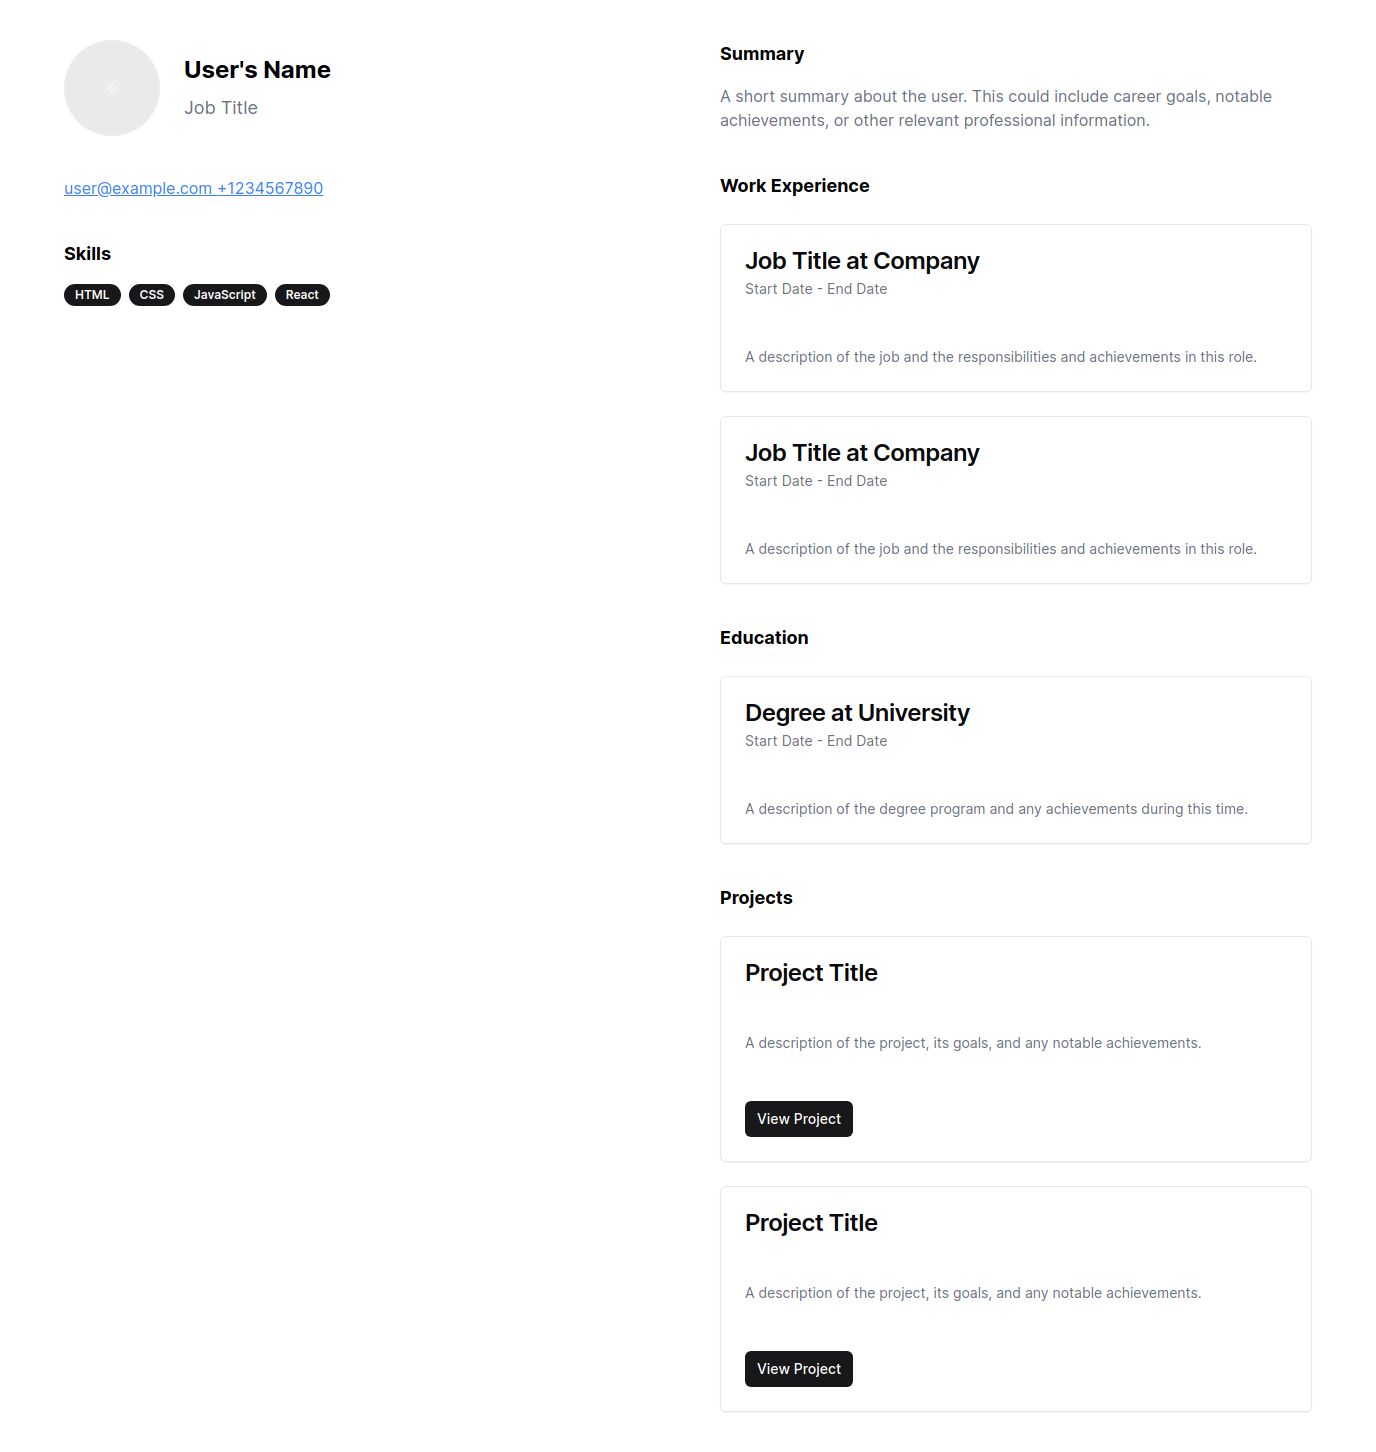 User's Name
Job Title
user@example.com +1234567890
Skills
HTML
CSS
JavaScript
React
Summary
A short summary about the user. This could include career goals, notable
achievements, or other relevant professional information.
Work Experience
Job Title at Company
Start Date - End Date
A description of the job and the responsibilities and achievements in this role.
Job Title at Company
Start Date - End Date
A description of the job and the responsibilities and achievements in this role.
Education
Degree at University
Start Date - End Date
A description of the degree program and any achievements during this time.
Projects
Project Title
A description of the project, its goals, and any notable achievements.
View Project
Project Title
A description of the project, its goals, and any notable achievements.
View Project